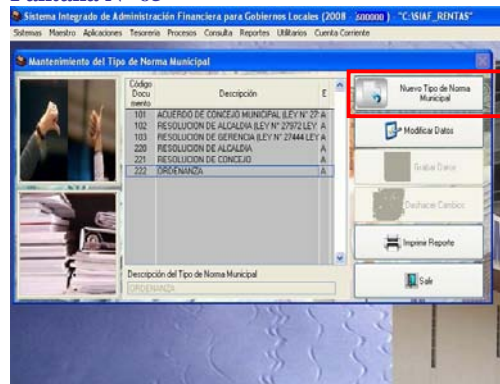 Sistema Integrado de Administración Financiera para Gobiernos Locales (2008 - 300000 ) - "C:\SIAF_RENTAS"
Sistemas Maestro Aplicaciones Tesorería Procesos Consulta Reportes Utilitarios Cuenta Corriente
Mantenimiento del Tipo de Norma Municipal
Código Documento Descripción E
101 ACUERDO DE CONCEJO MUNICIPAL (LEY N° 27 A
102 RESOLUCION DE ALCALDIA (LEY N° 27972 LEY A
103 RESOLUCION DE GERENCIA (LEY N° 27444 LEY A
220 RESOLUCION DE ALCALDIA A
221 RESOLUCION DE CONCEJO A
222 ORDENANZA A
Descripción del Tipo de Norma Municipal
ORDENANZA
Nuevo Tipo de Norma
Municipal
Modificar Datos
Grabar Datos
Deshacer Cambios
Imprimir Reporte
Salir